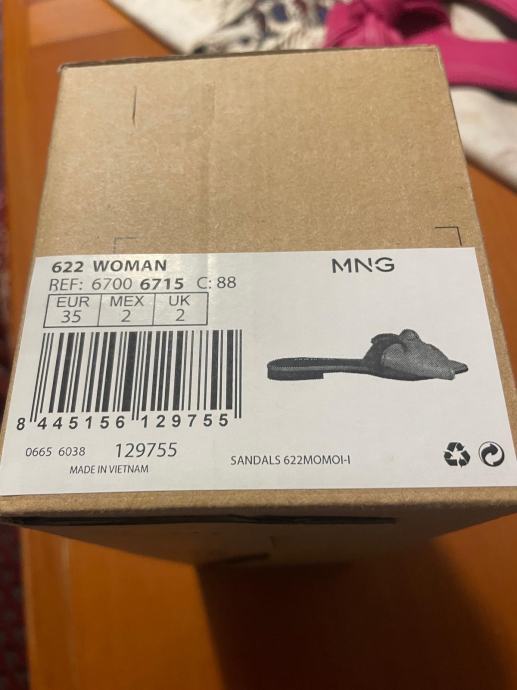 622 WOMAN
MNG
REF: 6700 6715 C: 88
EUR MEX UK
35 2 2
8 445156 129755
0665 6038 129755
MADE IN VIETNAM
SANDALS 622MOMOI-I